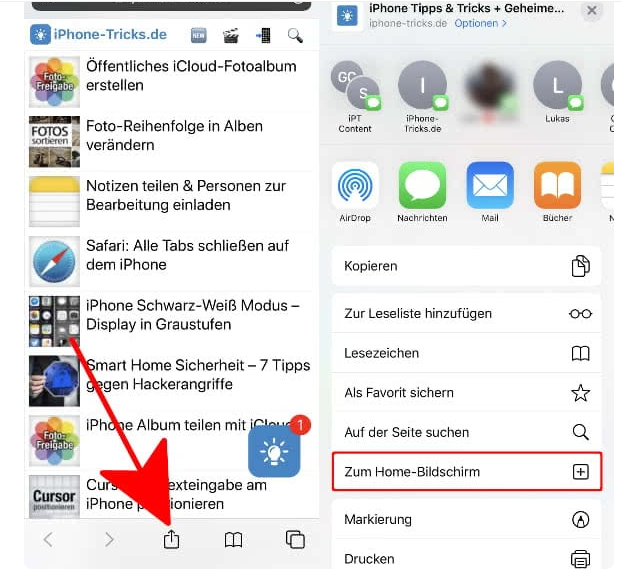 iPhone-Tricks.de
NEW
Foto-
Freigabe
Öffentliches iCloud-Fotoalbum
erstellen
FOTOS
sortieren
Foto-Reihenfolge in Alben
verändern
Notizen teilen & Personen zur
Bearbeitung einladen
Safari: Alle Tabs schließen auf
dem iPhone
iPhone Schwarz-Weiß Modus –
Display in Graustufen
Smart Home Sicherheit – 7 Tipps
gegen Hackerangriffe
Foto-
Freigabe
iPhone Album teilen mit iCloud
1
Cursor
positionieren
exteingabe am
iPhone positionieren
iPhone Tipps & Tricks + Geheime...
iphone-tricks.de Optionen >
GC
S
I
L
iPT
Content
iPhone-
Tricks.de
Lukas
AirDrop
Nachrichten
Mail
Bücher
Kopieren
Zur Leseliste hinzufügen
Lesezeichen
Als Favorit sichern
Auf der Seite suchen
Zum Home-Bildschirm
Markierung
Drucken